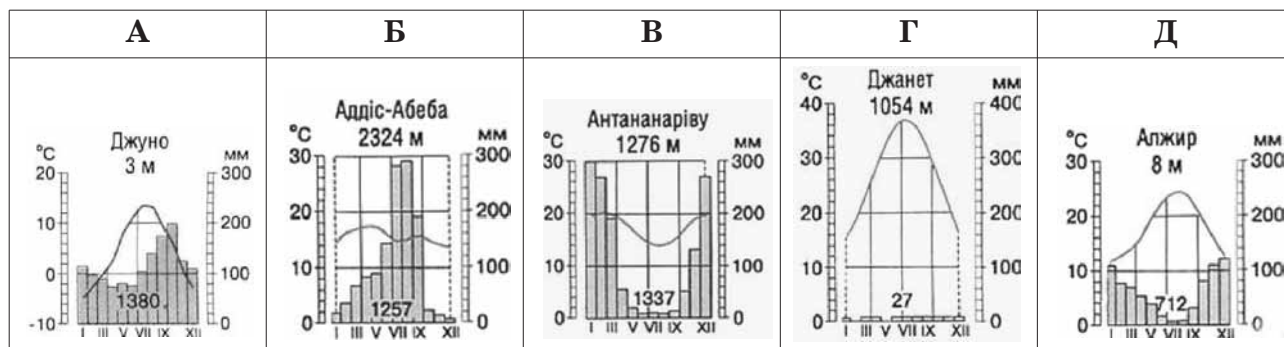 А Б В Г Д
Джуно
3 м
°C мм
20 300
10 200
0 100
-10 0
1380
I III V VII IX XII
Аддіс-Абеба
2324 м
°C мм
30 300
20 200
10 100
0 0
1257
I III V VII IX XII
Антананаріву
1276 м
°C мм
30 300
20 200
10 100
0 0
1337
I III V VII IX XII
°C Джанет мм
1054 м
40 400
30 300
20 200
10 100
0 0
27
I III V VII IX XII
Алжир
°C 8 м мм
30 300
20 200
10 100
0 0
712
I III V VII IX XII